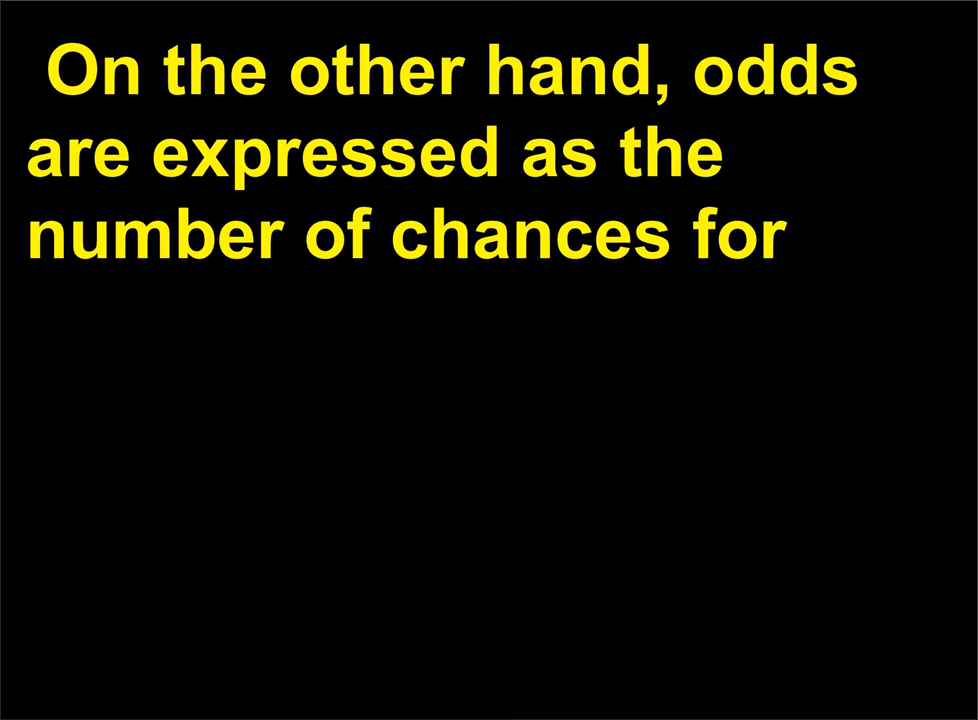 On the other hand, odds
are expressed as the
number of chances for